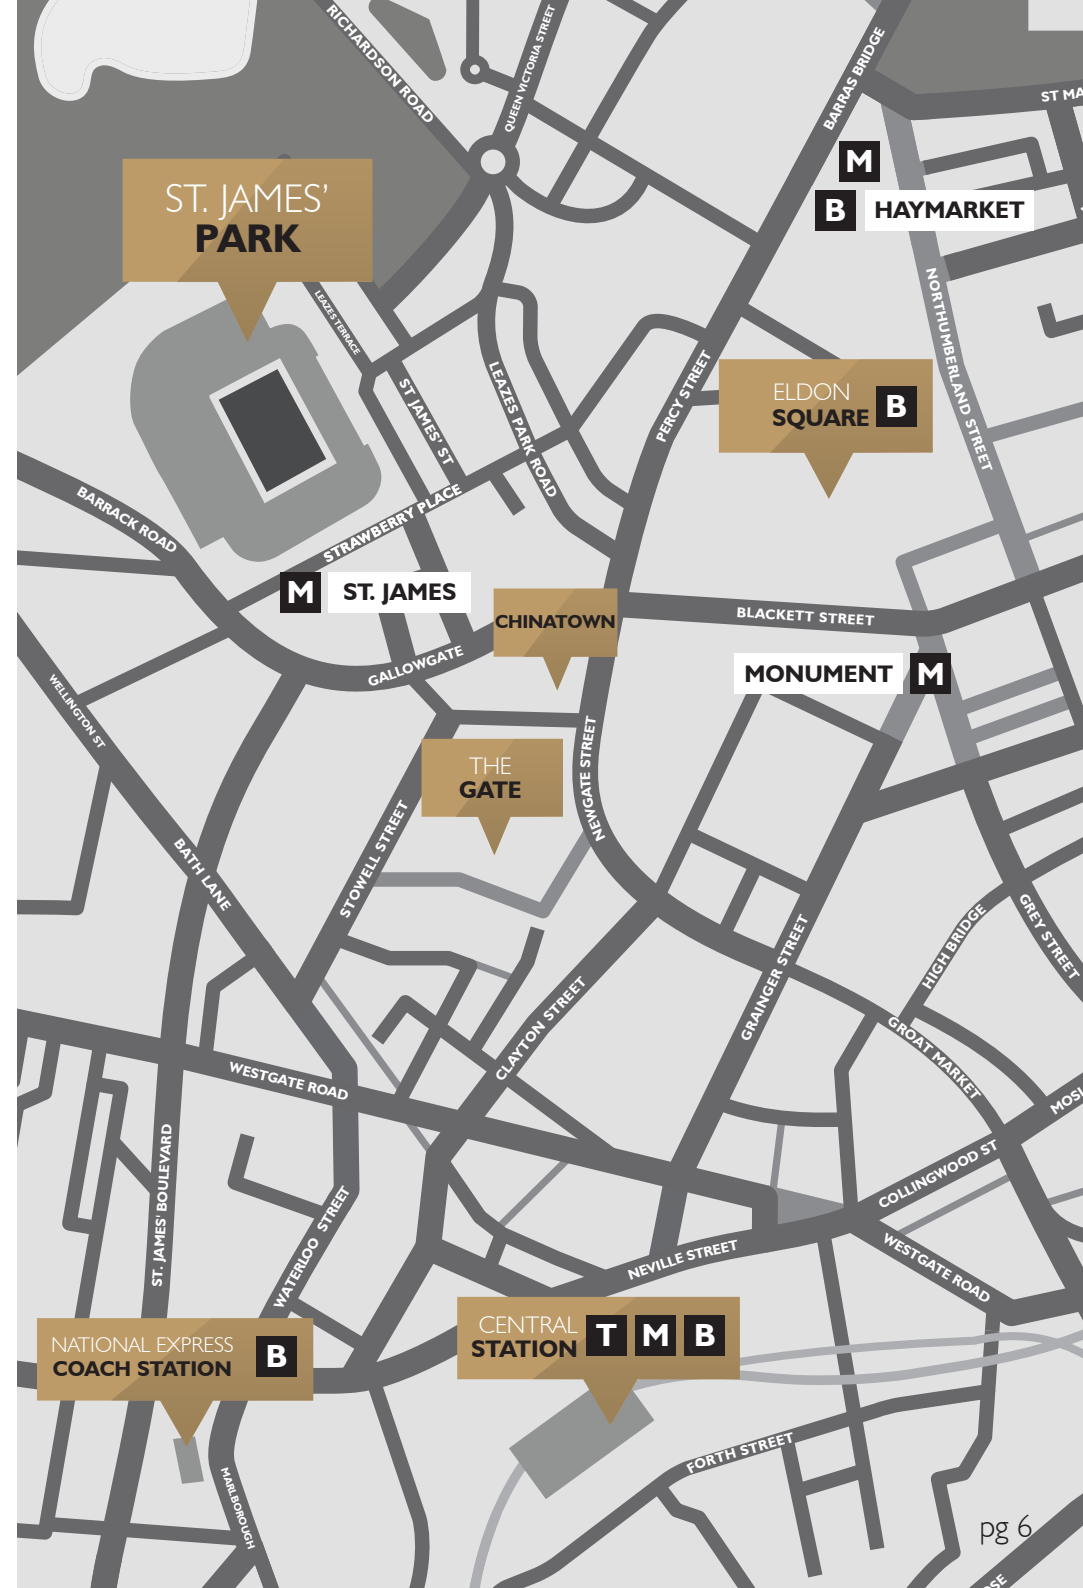 RICHARDSON ROAD
QUEEN VICTORIA STREET
BARRAS BRIDGE
ST MA
M
B HAYMARKET
ST. JAMES'
PARK
LEAZES TERRACE
NORTHUMBERLAND STREET
ST JAMES' ST
LEAZES PARK ROAD
PERCY STREET
ELDON
SQUARE B
BARRACK ROAD
STRAWBERRY PLACE
M ST. JAMES
CHINATOWN
BLACKETT STREET
GALLOWGATE
MONUMENT M
WELLINGTON ST
THE
GATE
NEWGATE STREET
STOWELL STREET
BATH LANE
GREY STREET
HIGH BRIDGE
GRAINGER STREET
CLAYTON STREET
GROAT MARKET
WESTGATE ROAD
MOSL
ST. JAMES' BOULEVARD
COLLINGWOOD ST
WATERLOO STREET
NEVILLE STREET
WESTGATE ROAD
CENTRAL
STATION T M B
NATIONAL EXPRESS
COACH STATION B
FORTH STREET
MARLBOROUGH
pg 6
SE